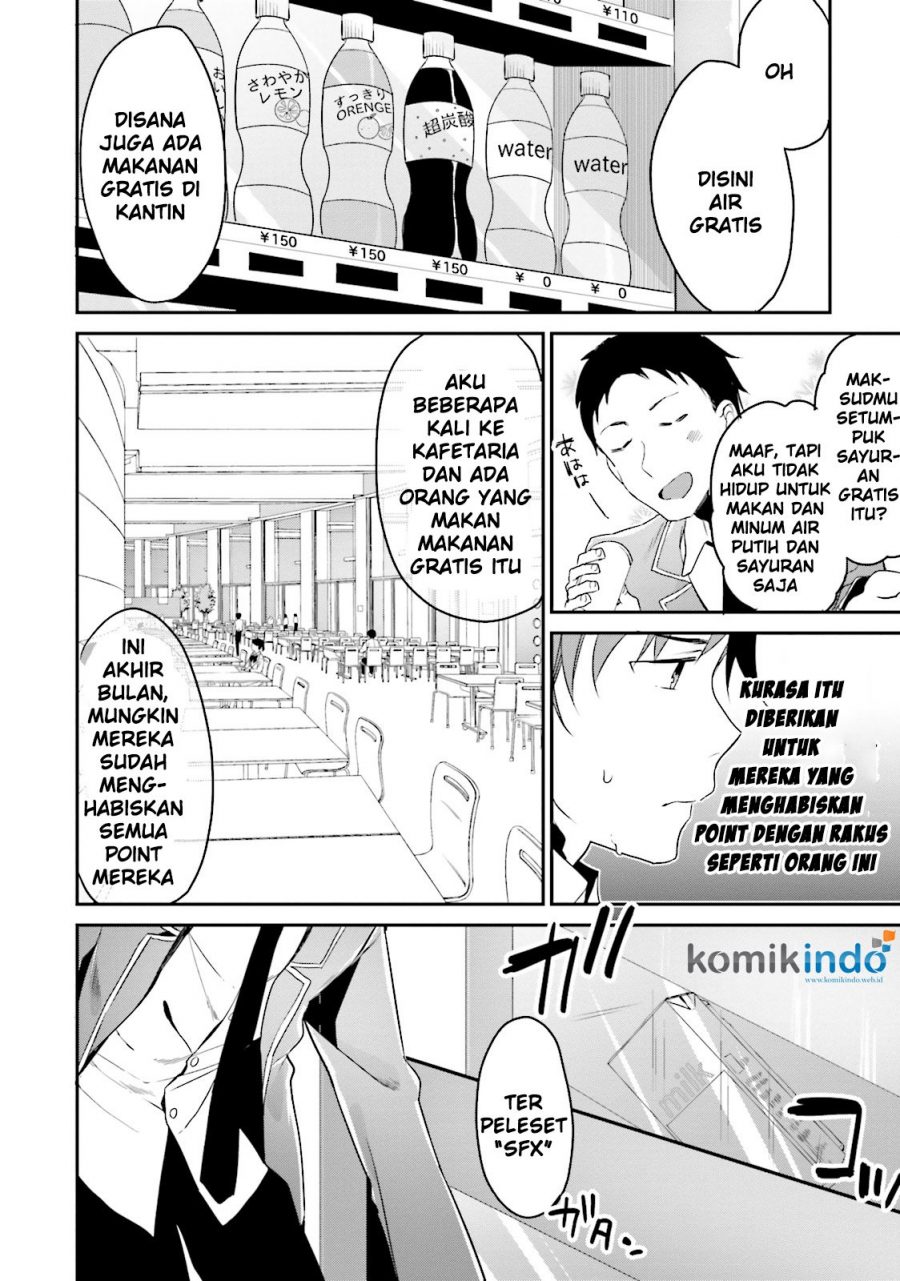 OH
DISINI
AIR
GRATIS
DISANA
JUGA ADA
MAKANAN
GRATIS DI
KANTIN
¥110
おい
さわやか
レモン
すっきり
ORENGE
超炭酸
water
water
¥150
¥150
¥150
¥ 0
¥ 0
MAK-
SUDMU
SETUM-
PUK
SAYUR-
AN
GRATIS
ITU?
MAAF, TAPI
AKU TIDAK
HIDUP UNTUK
MAKAN DAN
MINUM AIR
PUTIH DAN
SAYURAN
SAJA
あはは
AKU
BEBERAPA
KALI KE
KAFETARIA
DAN ADA
ORANG YANG
MAKAN
MAKANAN
GRATIS ITU
INI
AKHIR
BULAN,
MUNGKIN
MEREKA
SUDAH
MENG-
HABISKAN
SEMUA
POINT
MEREKA
KURASA ITU
DIBERIKAN
UNTUK
MEREKA YANG
MENGHABISKAN
POINT DENGAN RAKUS
SEPERTI ORANG INI
komikindo
www.komikindo.web.id
milk
ガコ
ガタン
TER
PELESET
"SFX"